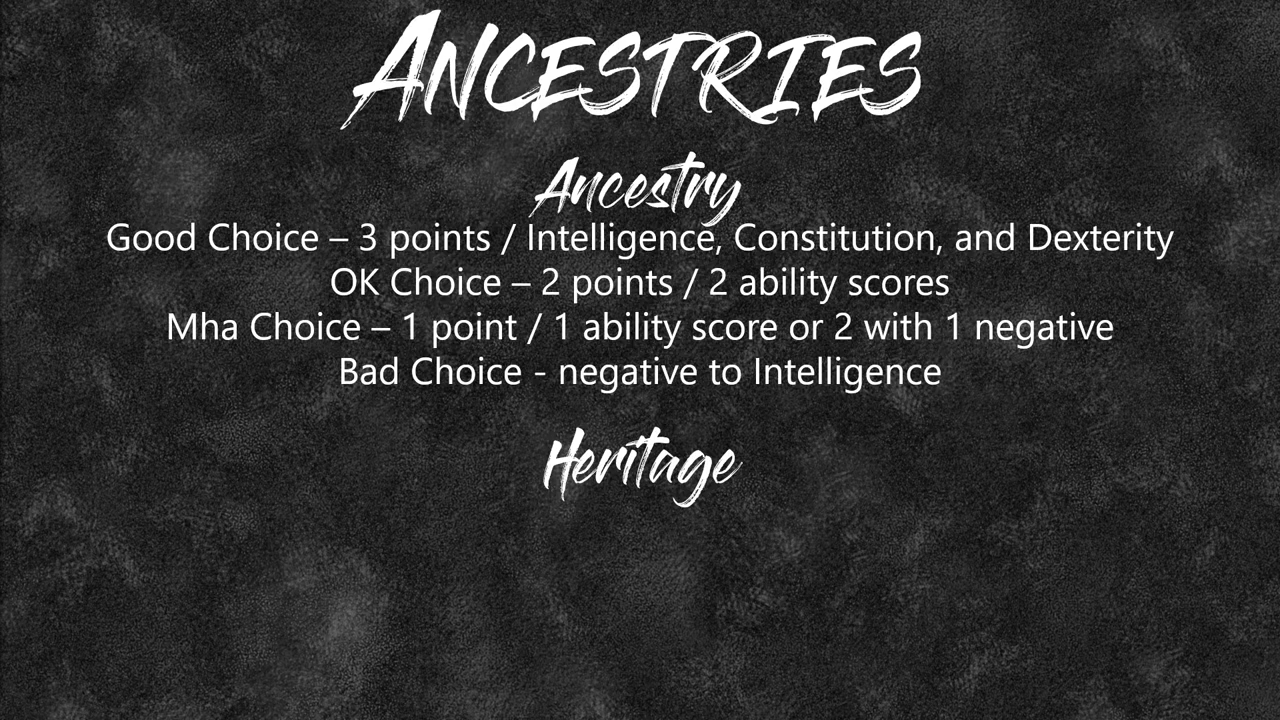 Ancestries
Ancestry
Good Choice – 3 points / Intelligence, Constitution, and Dexterity
OK Choice – 2 points / 2 ability scores
Mha Choice – 1 point / 1 ability score or 2 with 1 negative
Bad Choice - negative to Intelligence
Heritage